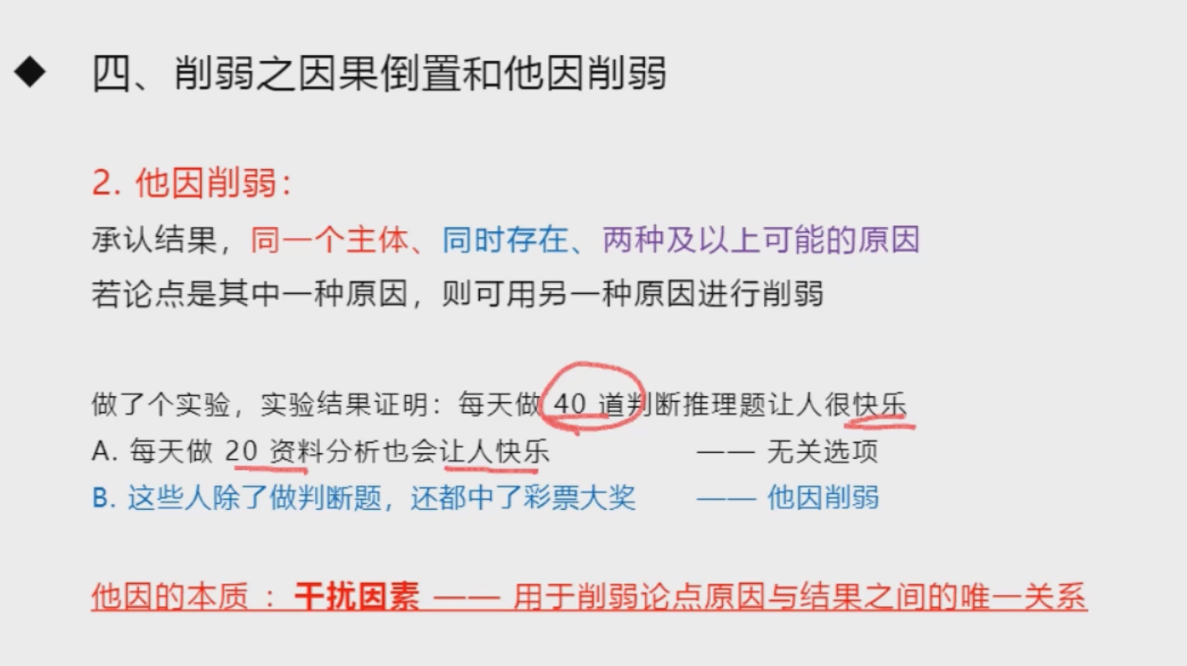 四、削弱之因果倒置和他因削弱
2. 他因削弱：
承认结果，同一个主体、同时存在、两种及以上可能的原因
若论点是其中一种原因，则可用另一种原因进行削弱
做了个实验，实验结果证明：每天做 40 道判断推理题让人很快乐
A. 每天做 20 资料分析也会让人快乐 —— 无关选项
B. 这些人除了做判断题，还都中了彩票大奖 —— 他因削弱
他因的本质 ：干扰因素 —— 用于削弱论点原因与结果之间的唯一关系